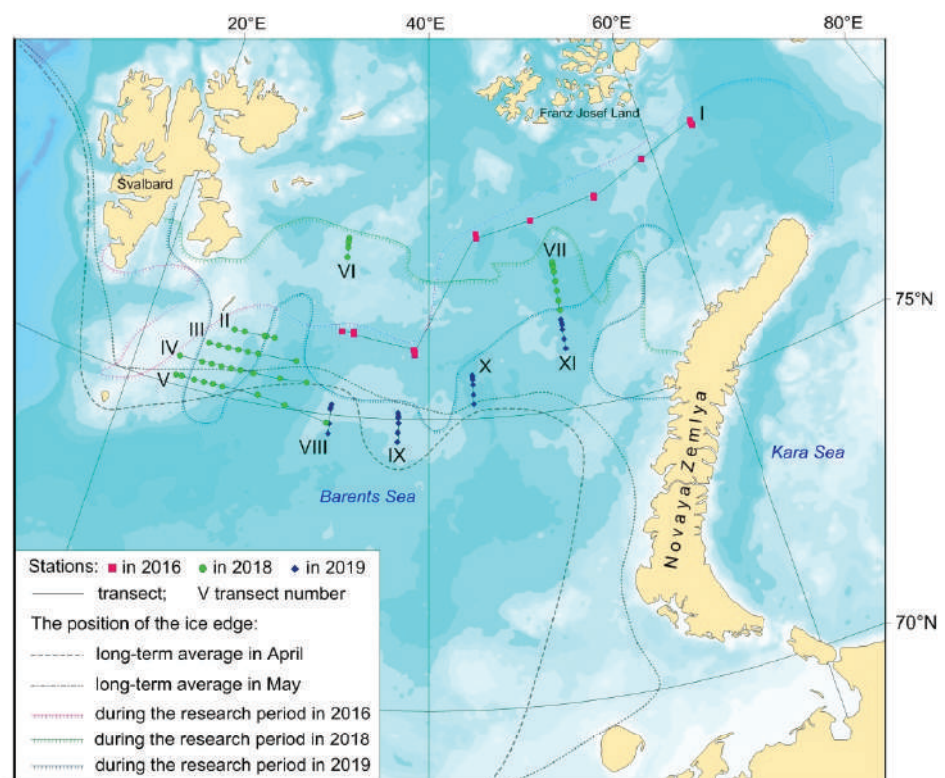 20°E 40°E 60°E 80°E
Franz Josef Land
I
Svalbard
VI
VII
75°N
II
III
IV
V
X
XI
VIII
IX
Barents Sea
Novaya Zemlya
Kara Sea
70°N
Stations: in 2016 in 2018 in 2019
transect; V transect number
The position of the ice edge:
long-term average in April
long-term average in May
during the research period in 2016
during the research period in 2018
during the research period in 2019